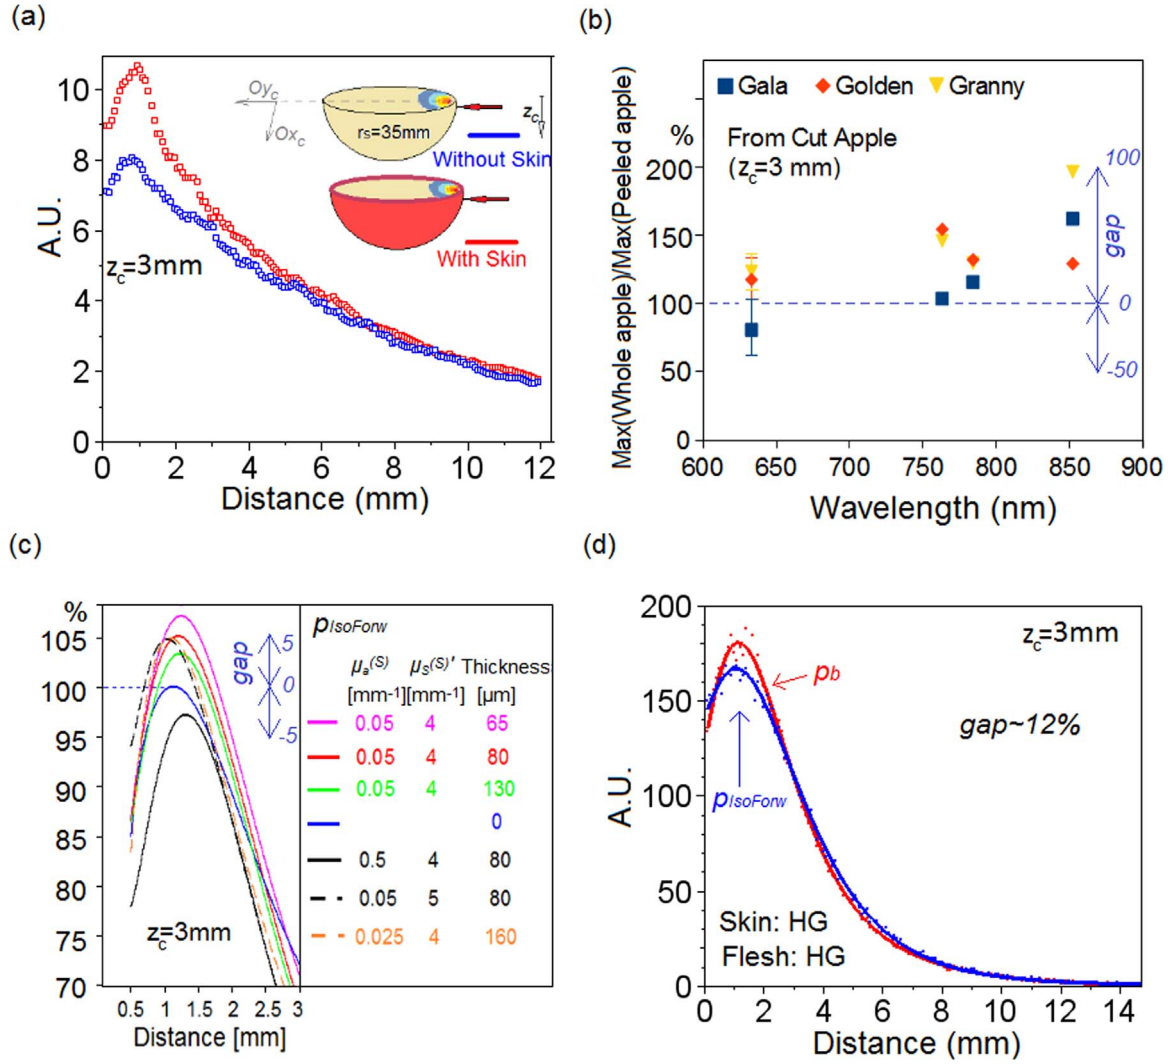 (a)
10
8
6
4
2
0
A.U.
0 2 4 6 8 10 12
Distance (mm)
Oyc
Oxc
zc
rs=35mm
Without Skin
With Skin
zc=3mm
(b)
Gala Golden Granny
From Cut Apple
(zc=3 mm)
%
200
150
100
50
0
Max(Whole apple)/Max(Peeled apple)
100
gap
0
-50
600 650 700 750 800 850 900
Wavelength (nm)
(c)
%
105
100
95
90
85
80
75
70
gap
5
0
-5
zc=3mm
0.5 1 1.5 2 2.5 3
Distance [mm]
pIsoForw
μa(S) μS(S)' Thickness
[mm-1] [mm-1] [μm]
0.05 4 65
0.05 4 80
0.05 4 130
0
0.5 4 80
0.05 5 80
0.025 4 160
(d)
200
150
100
50
0
A.U.
zc=3mm
pb
gap~12%
pIsoForw
Skin: HG
Flesh: HG
0 2 4 6 8 10 12 14
Distance (mm)